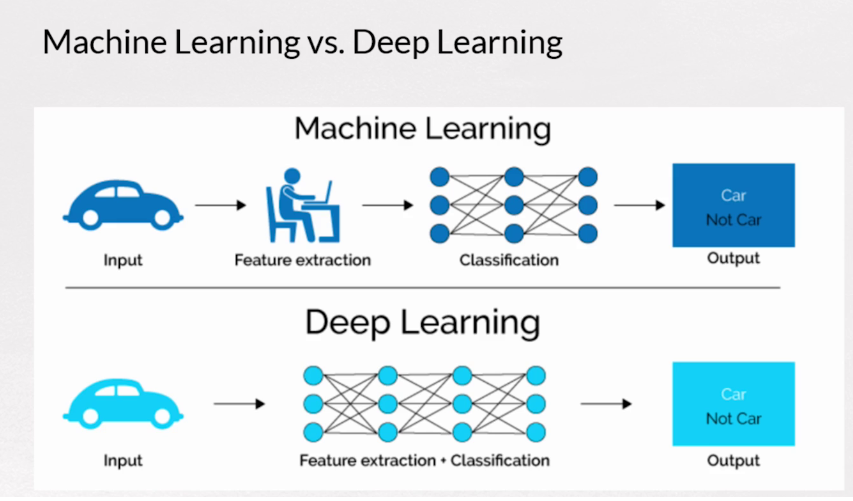 Machine Learning vs. Deep Learning
Machine Learning
Car
Not Car
Input
Feature extraction
Classification
Output
Deep Learning
Car
Not Car
Input
Feature extraction + Classification
Output